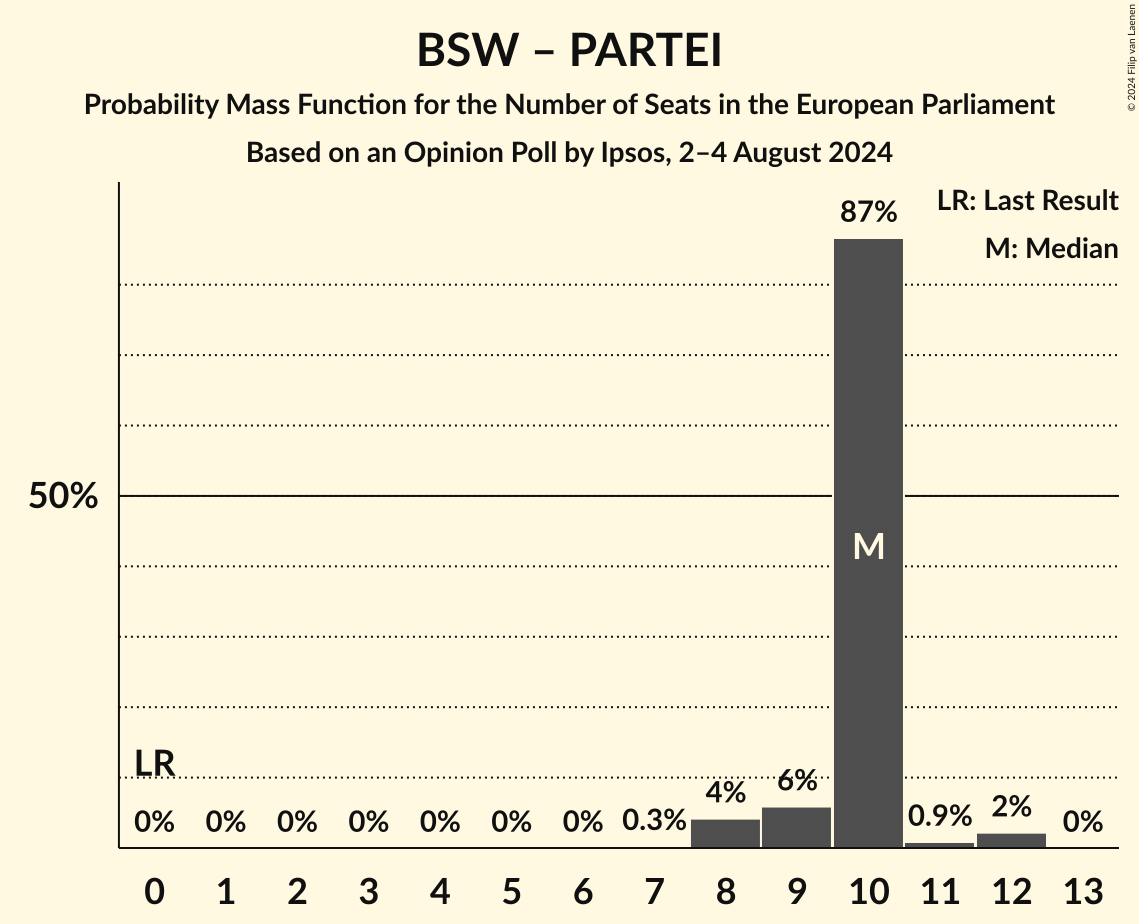 BSW – PARTEI
Probability Mass Function for the Number of Seats in the European Parliament
Based on an Opinion Poll by Ipsos, 2–4 August 2024
© 2024 Filip van Laenen
LR: Last Result
M: Median
87%
50%
M
LR
0% 0% 0% 0% 0% 0% 0% 0.3% 4% 6% 0.9% 2% 0%
0 1 2 3 4 5 6 7 8 9 10 11 12 13